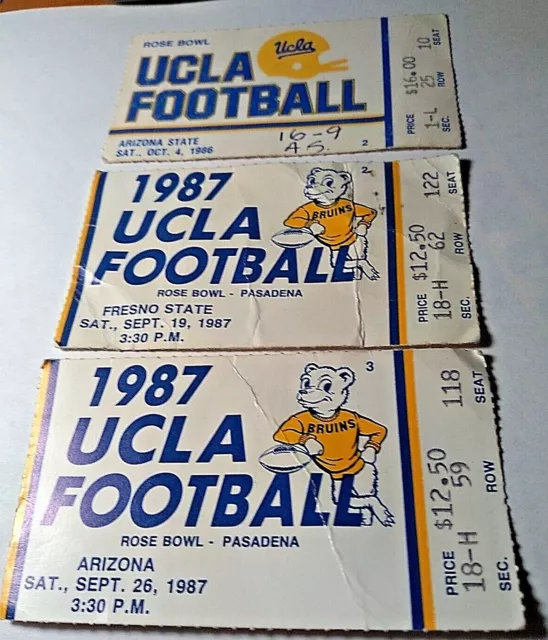 ROSE BOWL
Ucla
UCLA
FOOTBALL
ARIZONA STATE
SAT., OCT. 4, 1986
16-9
A.S.
2
PRICE $16.00
1-L 25 10
SEC. ROW SEAT
1987
UCLA
FOOTBALL
BRUINS
2
ROSE BOWL - PASADENA
FRESNO STATE
SAT., SEPT. 19, 1987
3:30 P.M.
PRICE $12.50
18-H 62 122
SEC. ROW SEAT
1987
UCLA
FOOTBALL
BRUINS
3
ROSE BOWL - PASADENA
ARIZONA
SAT., SEPT. 26, 1987
3:30 P.M.
PRICE $12.50
18-H 59 118
SEC. ROW SEAT